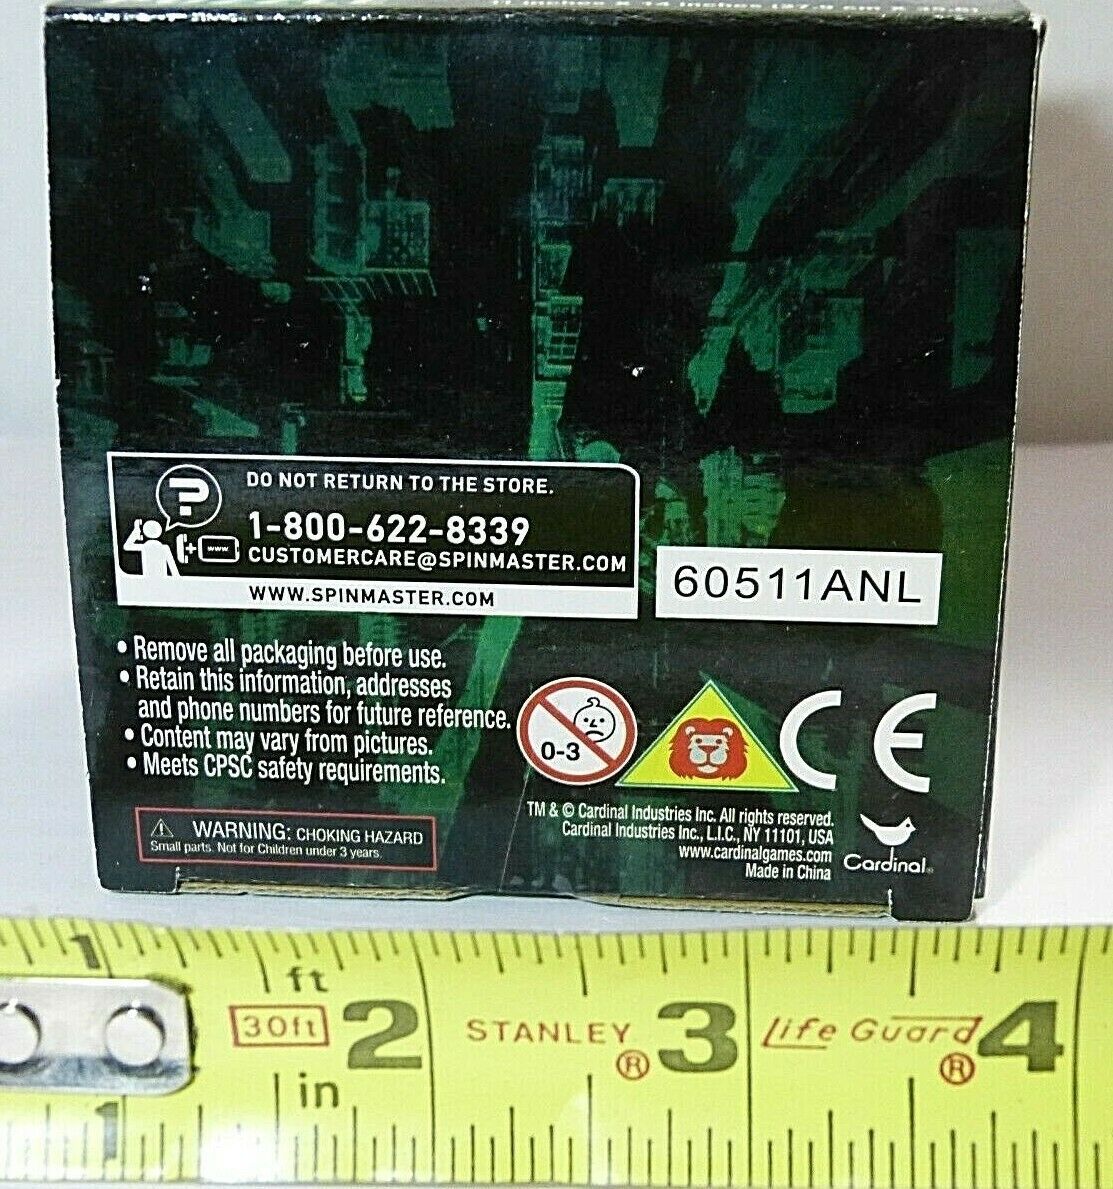 DO NOT RETURN TO THE STORE.
1-800-622-8339
CUSTOMERCARE@SPINMASTER.COM
WWW.SPINMASTER.COM
?
+
www
60511ANL
• Remove all packaging before use.
• Retain this information, addresses
and phone numbers for future reference.
• Content may vary from pictures.
• Meets CPSC safety requirements.
0-3
CE
WARNING: CHOKING HAZARD
Small parts. Not for Children under 3 years.
TM & © Cardinal Industries Inc. All rights reserved.
Cardinal Industries Inc., L.I.C., NY 11101, USA
www.cardinalgames.com
Made in China
Cardinal
1 ft
30ft 2 STANLEY® 3 Life Guard® 4
1 in